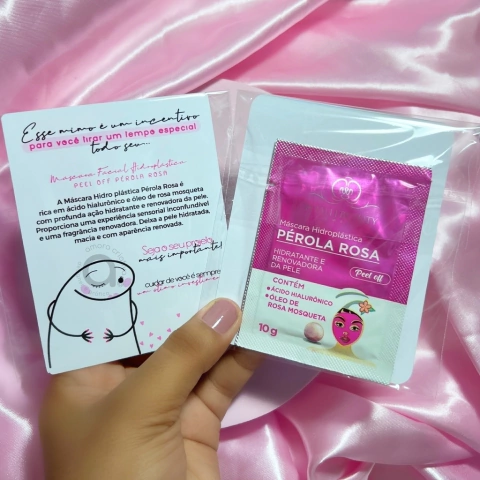 Esse mimo é um incentivo
para você tirar um tempo especial
todo seu...
Máscara Facial Hidroplástica
PEEL OFF PÉROLA ROSA
A Máscara Hidro plástica Pérola Rosa é
rica em ácido hialurônico e óleo de rosa mosqueta
com profunda ação hidratante e renovadora da pele.
Proporciona uma experiência sensorial inconfundível
e uma fragrância renovadora. Deixa a pele hidratada,
macia e com aparência renovada.
Seja o seu projeto
mais importante!
cuidar de você é sempre
um ótimo investimento
Máscara Hidroplástica
PÉROLA ROSA
HIDRATANTE E
RENOVADORA
DA PELE
Peel off
CONTÉM
•ÁCIDO HIALURÔNICO
•ÓLEO DE
ROSA MOSQUETA
10g